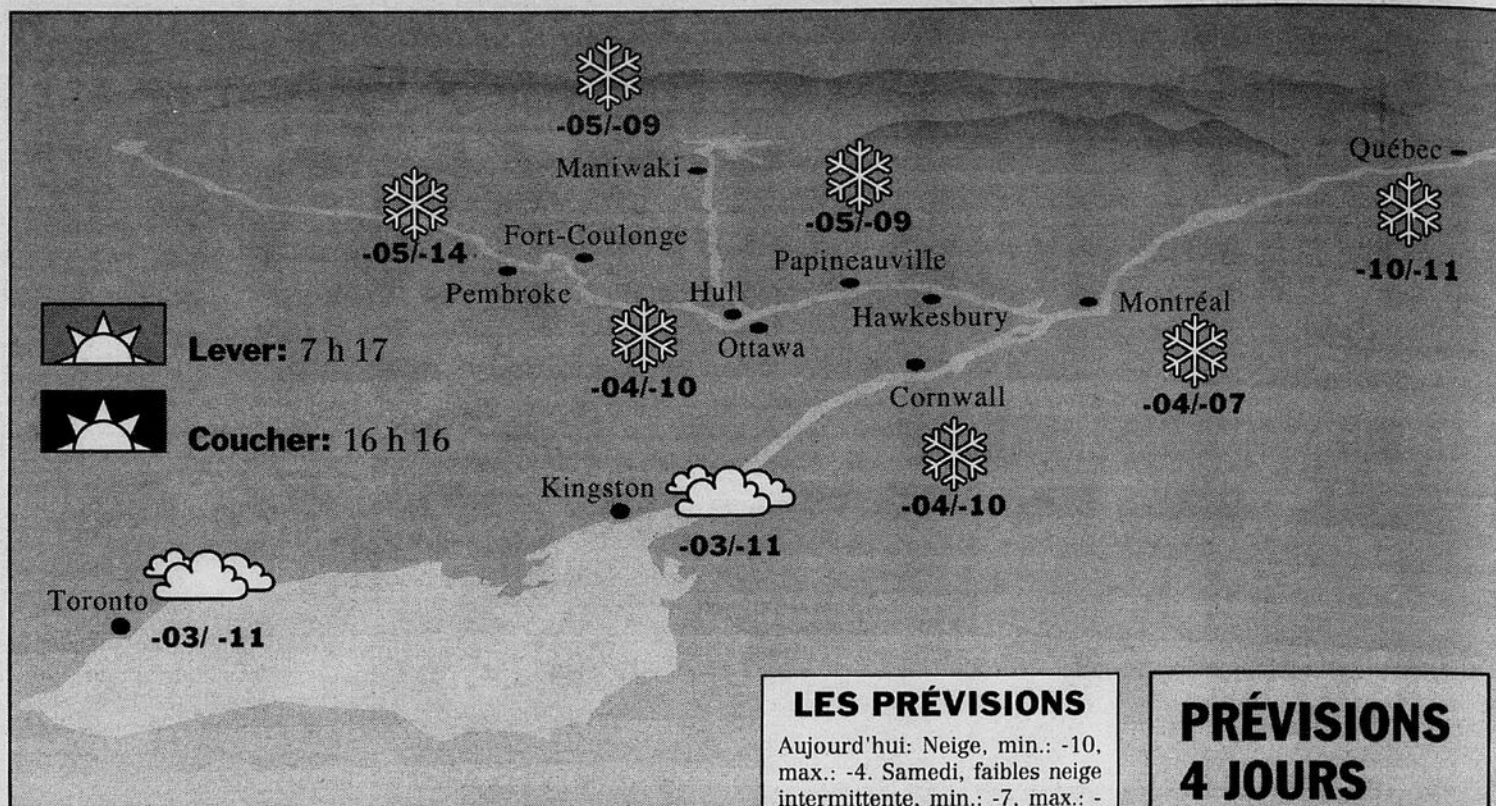 -05/-09
Maniwaki
Québec
-05/-09
-05/-14
Fort-Coulonge
-10/-11
Pembroke
Papineauville
Hull
Hawkesbury
Montréal
Ottawa
Lever: 7 h 17
-04/-10
Cornwall
-04/-07
Coucher: 16 h 16
Kingston
-04/-10
-03/-11
Toronto
-03/ -11
LES PRÉVISIONS
Aujourd'hui: Neige, min.: -10,
max.: -4. Samedi, faibles neige
intermittente, min.: -7, max.: -
PRÉVISIONS
4 JOURS